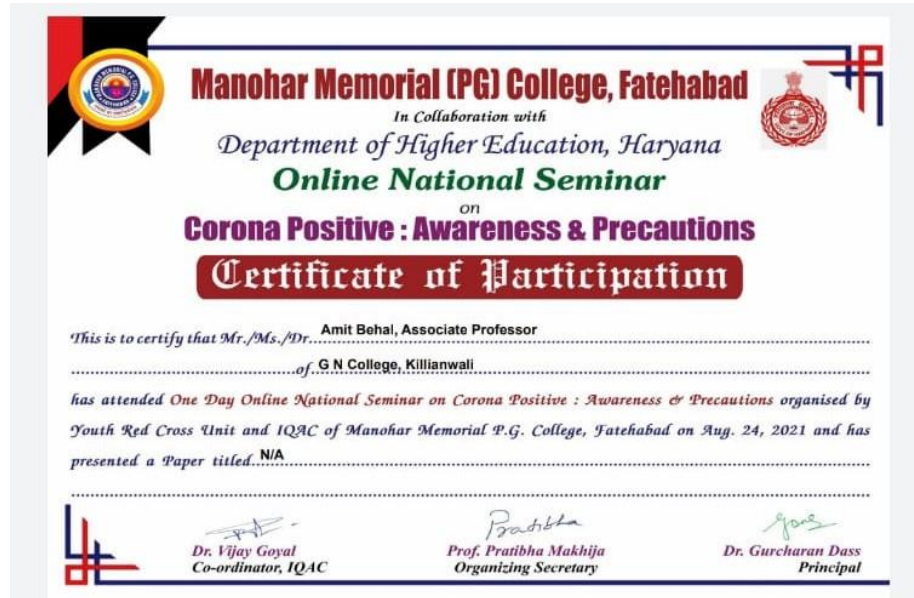 Manohar Memorial (PG) College, Fatehabad
In Collaboration with
Department of Higher Education, Haryana
Online National Seminar
on
Corona Positive : Awareness & Precautions
Certificate of Participation
This is to certify that Mr./Ms./Dr. Amit Behal, Associate Professor
of G N College, Killianwali
has attended One Day Online National Seminar on Corona Positive : Awareness & Precautions organised by
Youth Red Cross Unit and IQAC of Manohar Memorial P.G. College, Fatehabad on Aug. 24, 2021 and has
presented a Paper titled N/A
Pratibha
Dr. Vijay Goyal Prof. Pratibha Makhija Dr. Gurcharan Dass
Co-ordinator, IQAC Organizing Secretary Principal